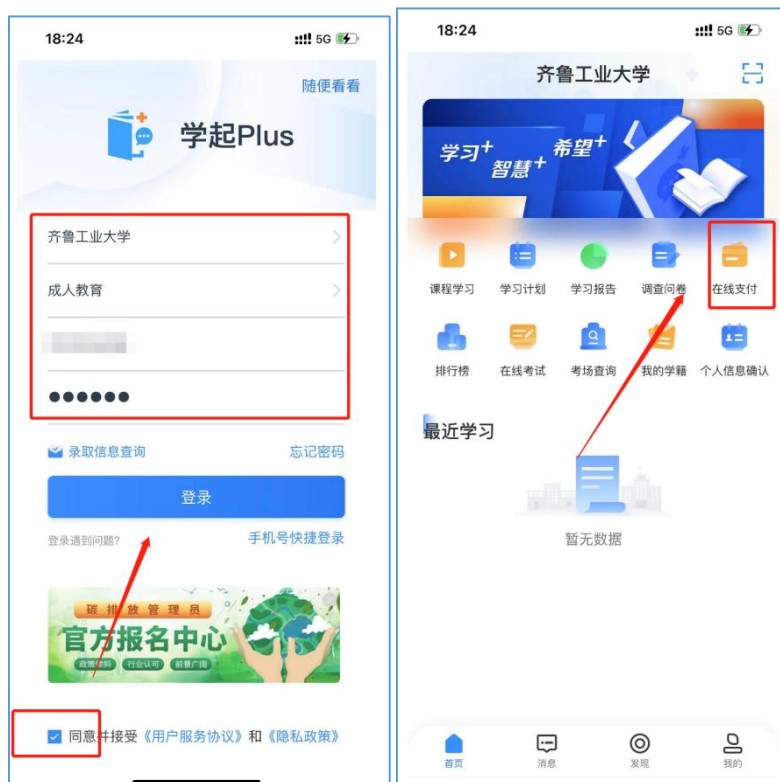 18:24
5G
随便看看
学起Plus
齐鲁工业大学
成人教育
录取信息查询
忘记密码
登录
登录遇到问题?
手机号快捷登录
碳排放管理员
官方报名中心
行业认可
前景广阔
同意并接受《用户服务协议》和《隐私政策》
18:24
5G
齐鲁工业大学
学习+
智慧+
希望+
课程学习 学习计划 学习报告 调查问卷 在线支付
排行榜 在线考试 考场查询 我的学籍 个人信息确认
最近学习
暂无数据
首页 消息 发现 我的